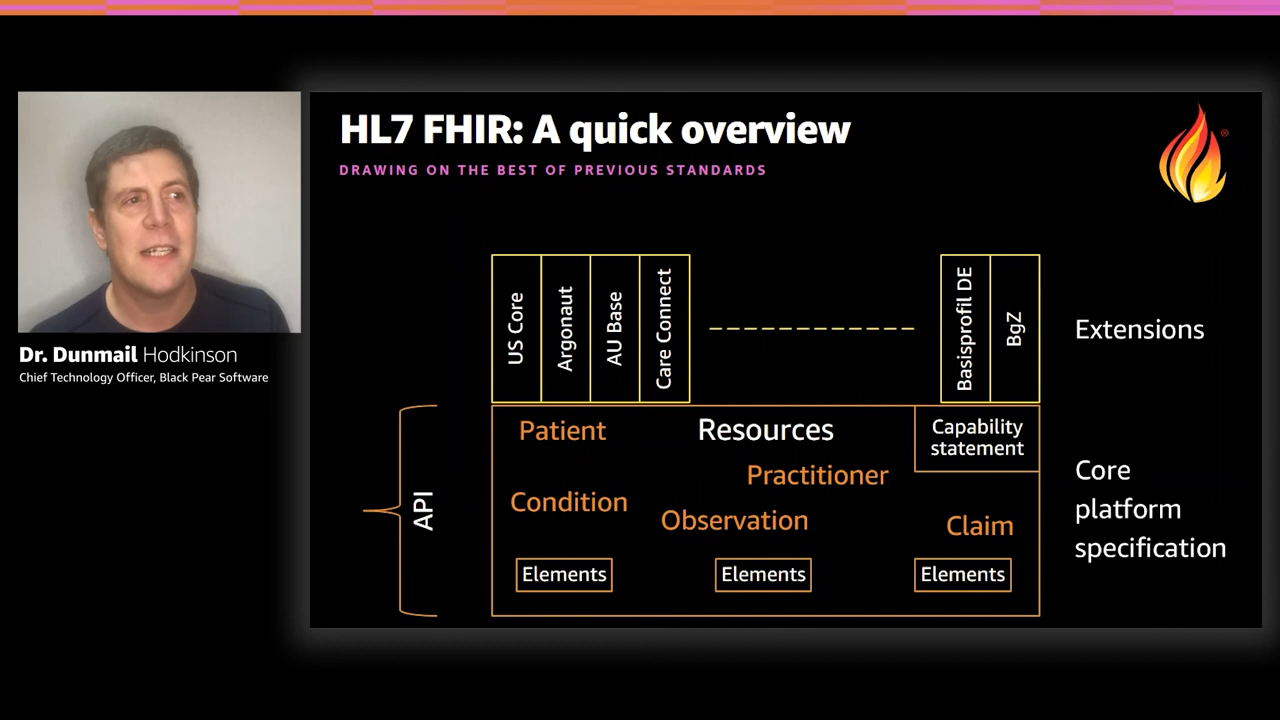 HL7 FHIR: A quick overview
DRAWING ON THE BEST OF PREVIOUS STANDARDS
®
Dr. Dunmail Hodkinson
Chief Technology Officer, Black Pear Software
US Core
Argonaut
AU Base
Care Connect
Basisprofil DE
BgZ
Extensions
API
Patient
Resources
Capability
statement
Practitioner
Condition
Observation
Claim
Elements
Elements
Elements
Core
platform
specification